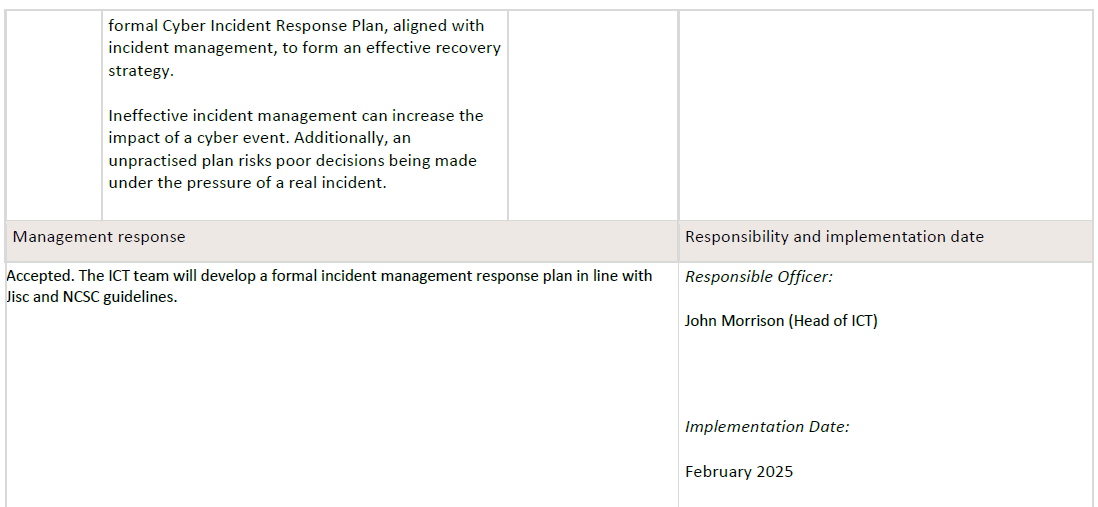 formal Cyber Incident Response Plan, aligned with
incident management, to form an effective recovery
strategy.
Ineffective incident management can increase the
impact of a cyber event. Additionally, an
unpractised plan risks poor decisions being made
under the pressure of a real incident.
Management response
Responsibility and implementation date
Accepted. The ICT team will develop a formal incident management response plan in line with
Jisc and NCSC guidelines.
Responsible Officer:
John Morrison (Head of ICT)
Implementation Date:
February 2025